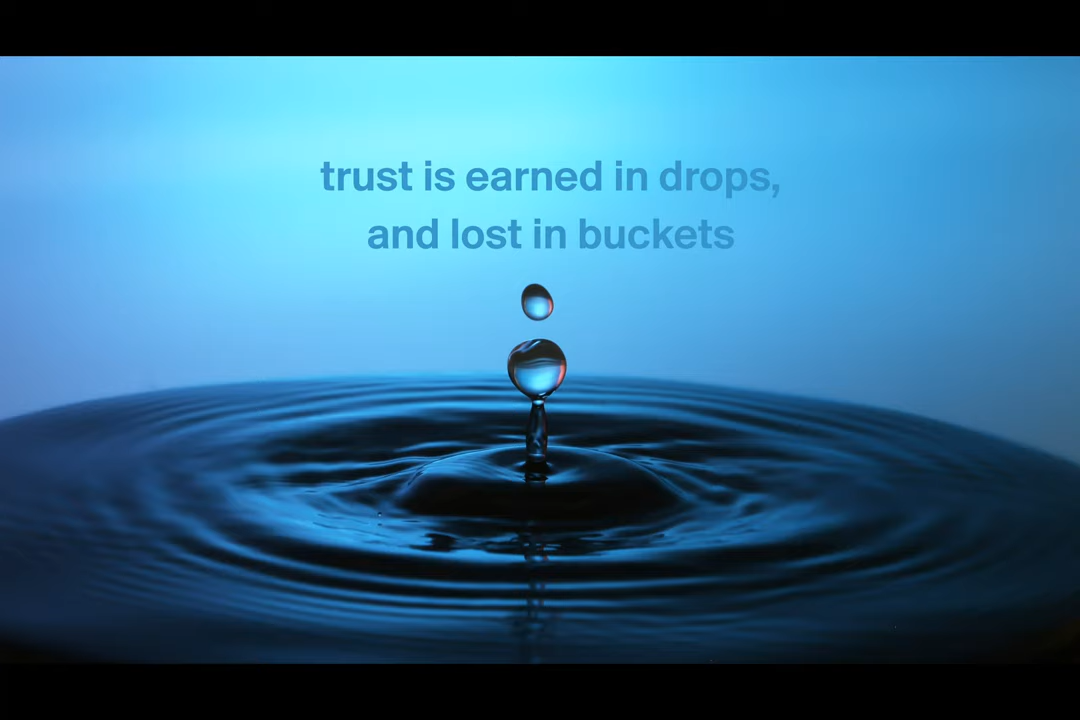 trust is earned in drops,
and lost in buckets